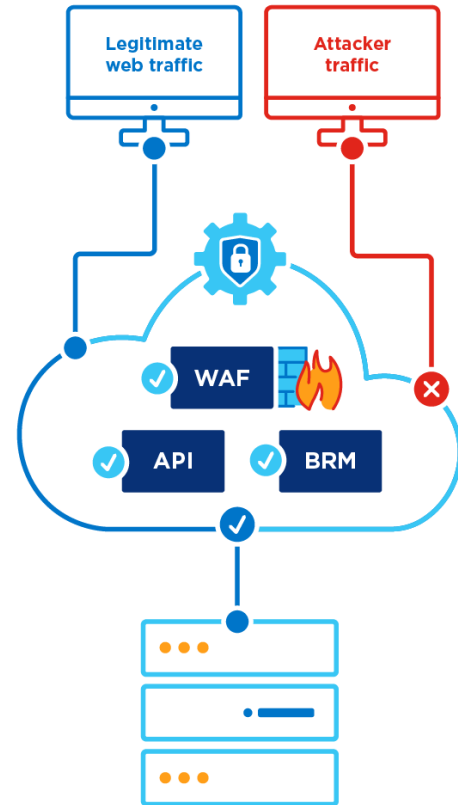 Legitimate
web traffic
Attacker
traffic
WAF
API
BRM